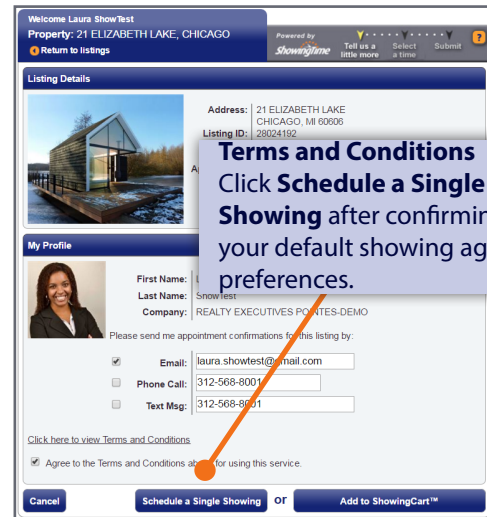 Welcome Laura ShowTest
Property: 21 ELIZABETH LAKE, CHICAGO
Return to listings
Powered by
ShowingTime
Tell us a little more
Select a time
Submit
?
Listing Details
Address: 21 ELIZABETH LAKE
CHICAGO, MI 60606
Listing ID: 28024192
Terms and Conditions
Click Schedule a Single
Showing after confirmin
your default showing ag
preferences.
My Profile
First Name:
Last Name: ShowTest
Company: REALTY EXECUTIVES POINTES-DEMO
Please send me appointment confirmations for this listing by:
Email: laura.showtest@gmail.com
Phone Call: 312-568-8001
Text Msg: 312-568-8001
Click here to view Terms and Conditions
Agree to the Terms and Conditions above for using this service.
Cancel
Schedule a Single Showing
or
Add to ShowingCart™